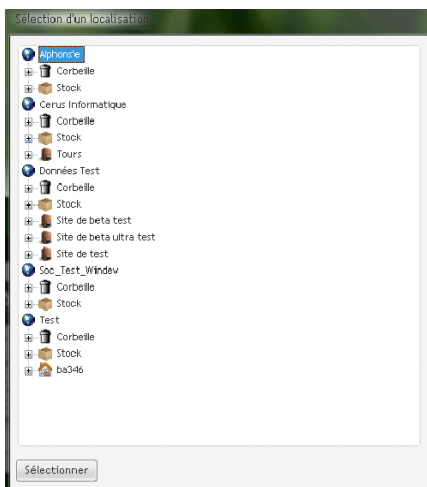 Sélection d'un localisation
Alphons'e
Corbeille
Stock
Cerus Informatique
Corbeille
Stock
Tours
Données Test
Corbeille
Stock
Site de beta test
Site de beta ultra test
Site de test
Soc_Test_Windev
Corbeille
Stock
Test
Corbeille
Stock
ba346
Sélectionner